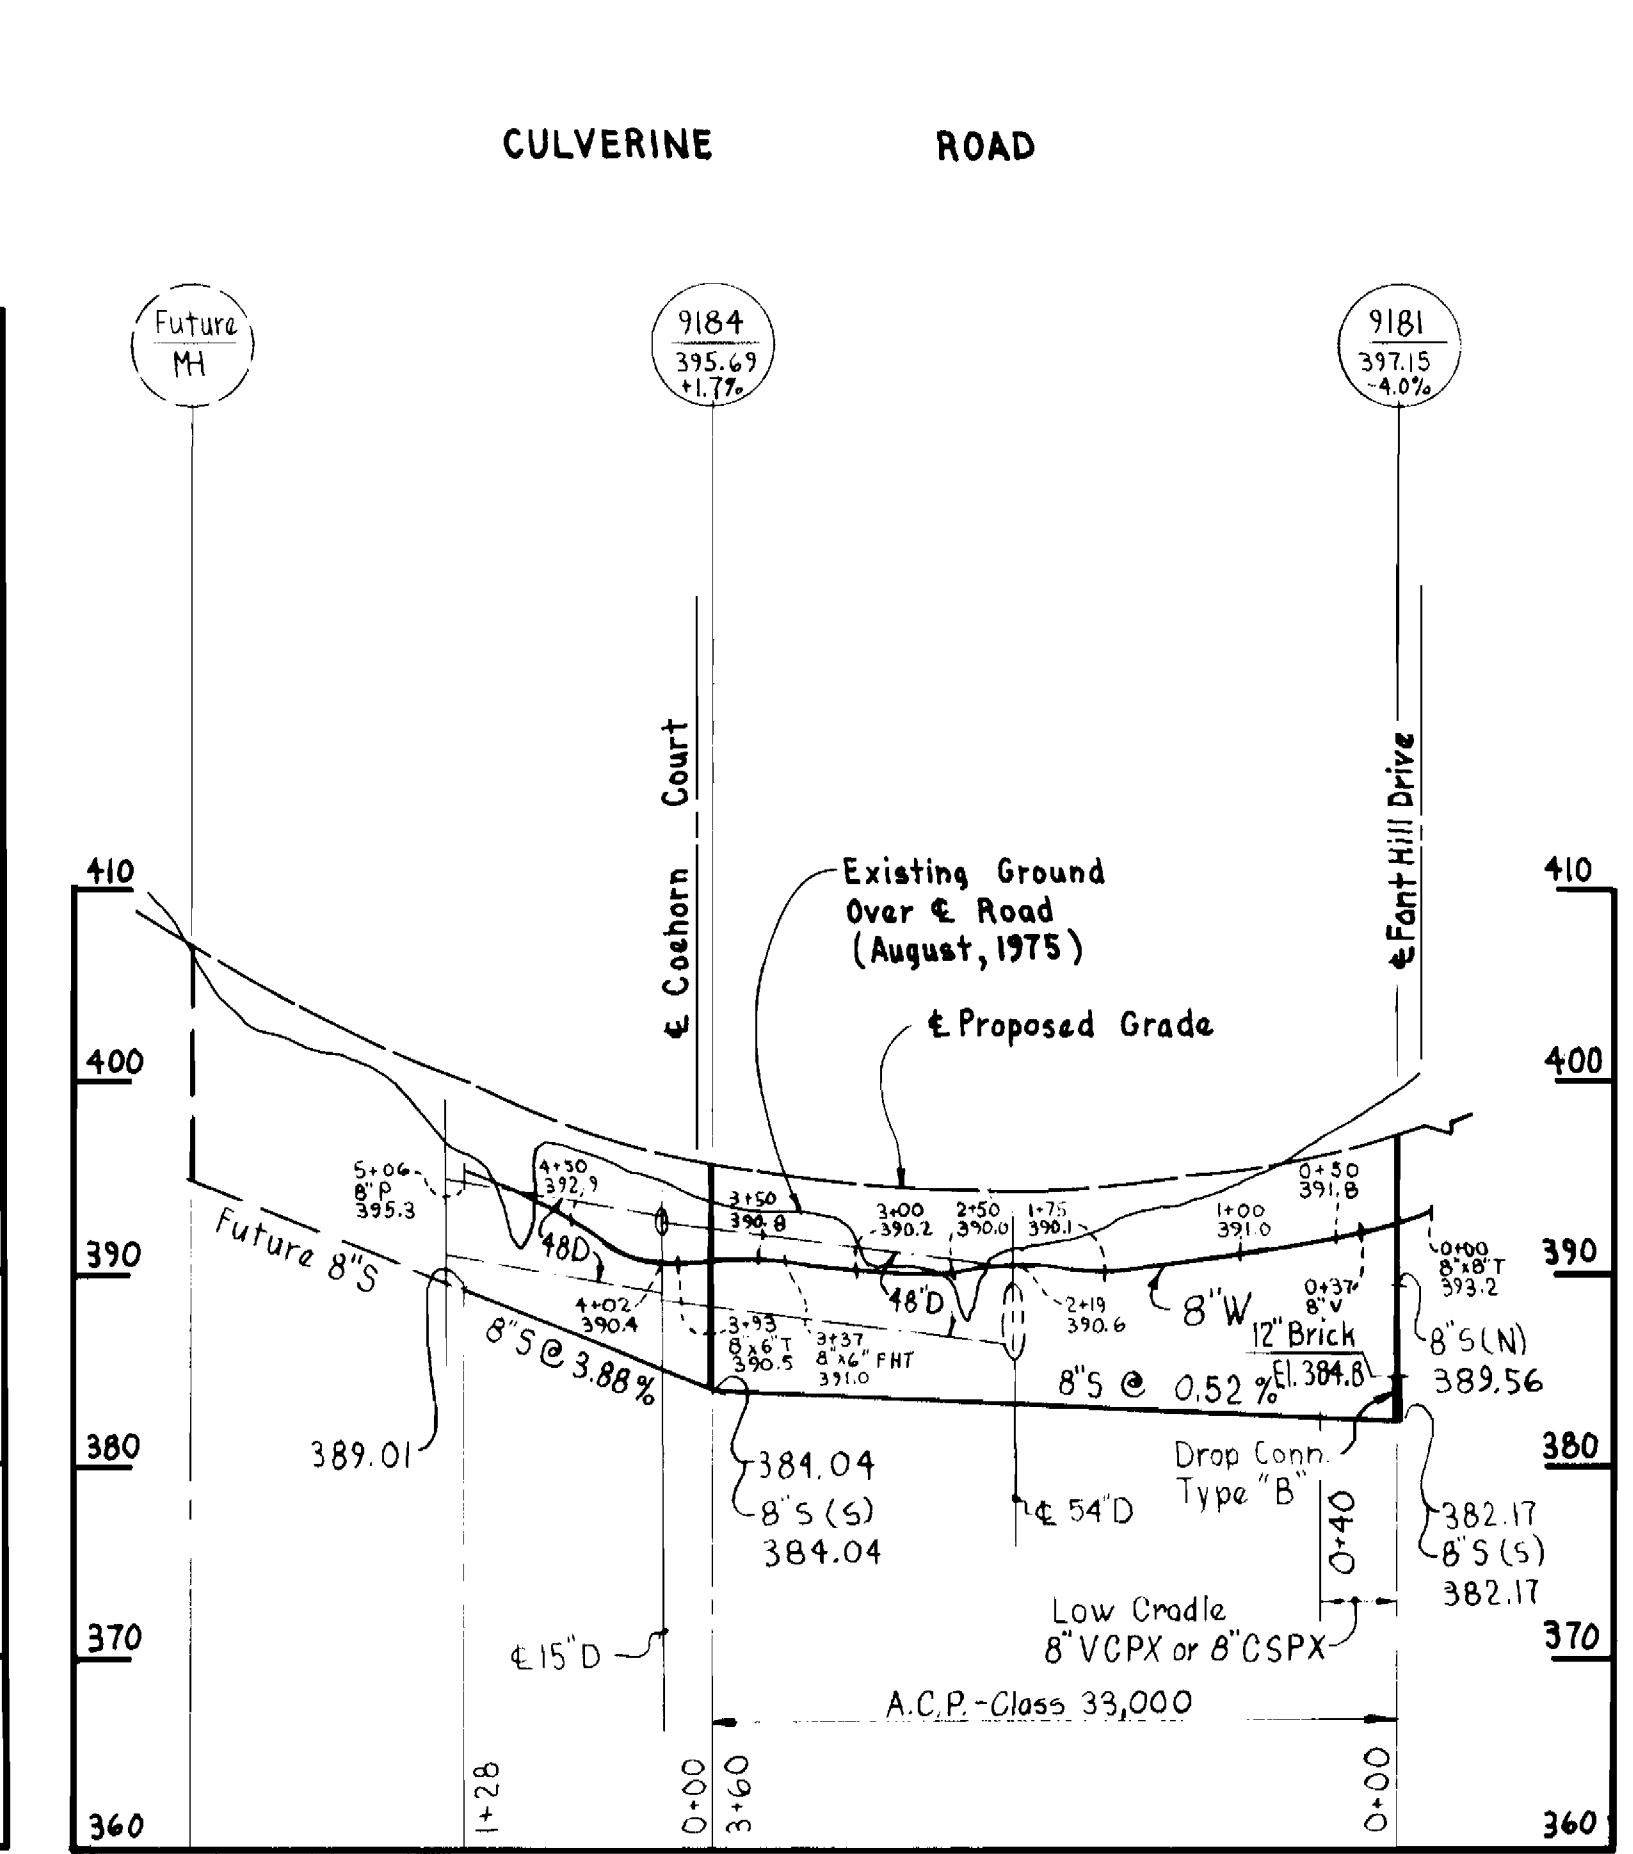 CULVERINE ROAD
Future
MH
9184
395.69
+1.7%
9181
397.15
-4.0%
℄ Coehorn Court
℄ Font Hill Drive
410
410
Existing Ground
Over ℄ Road
(August, 1975)
℄ Proposed Grade
400
400
5+06
8"P
395.3
4+50
392.9
3+50
390.8
3+00
390.2
2+50
390.0
1+75
390.1
1+00
391.0
0+50
391.8
0+00
8"x8"T
393.2
390
390
Future 8"S
48D
48"D
4+02
390.4
3+93
8"x6"T
390.5
3+37
8"x6" FHT
391.0
2+19
390.6
8"W
0+37
8"V
12" Brick
El. 384.8
8"S(N)
389.56
8"S @ 3.88%
8"S @ 0.52%
389.01
384.04
8"S (S)
384.04
Drop Conn.
Type "B"
380
380
℄ 54"D
0+40
382.17
8"S (S)
382.17
℄ 15"D
Low Cradle
8" VCPX or 8" CSPX
370
370
A.C.P.-Class 33,000
1+28
0+00
3+60
0+00
360
360